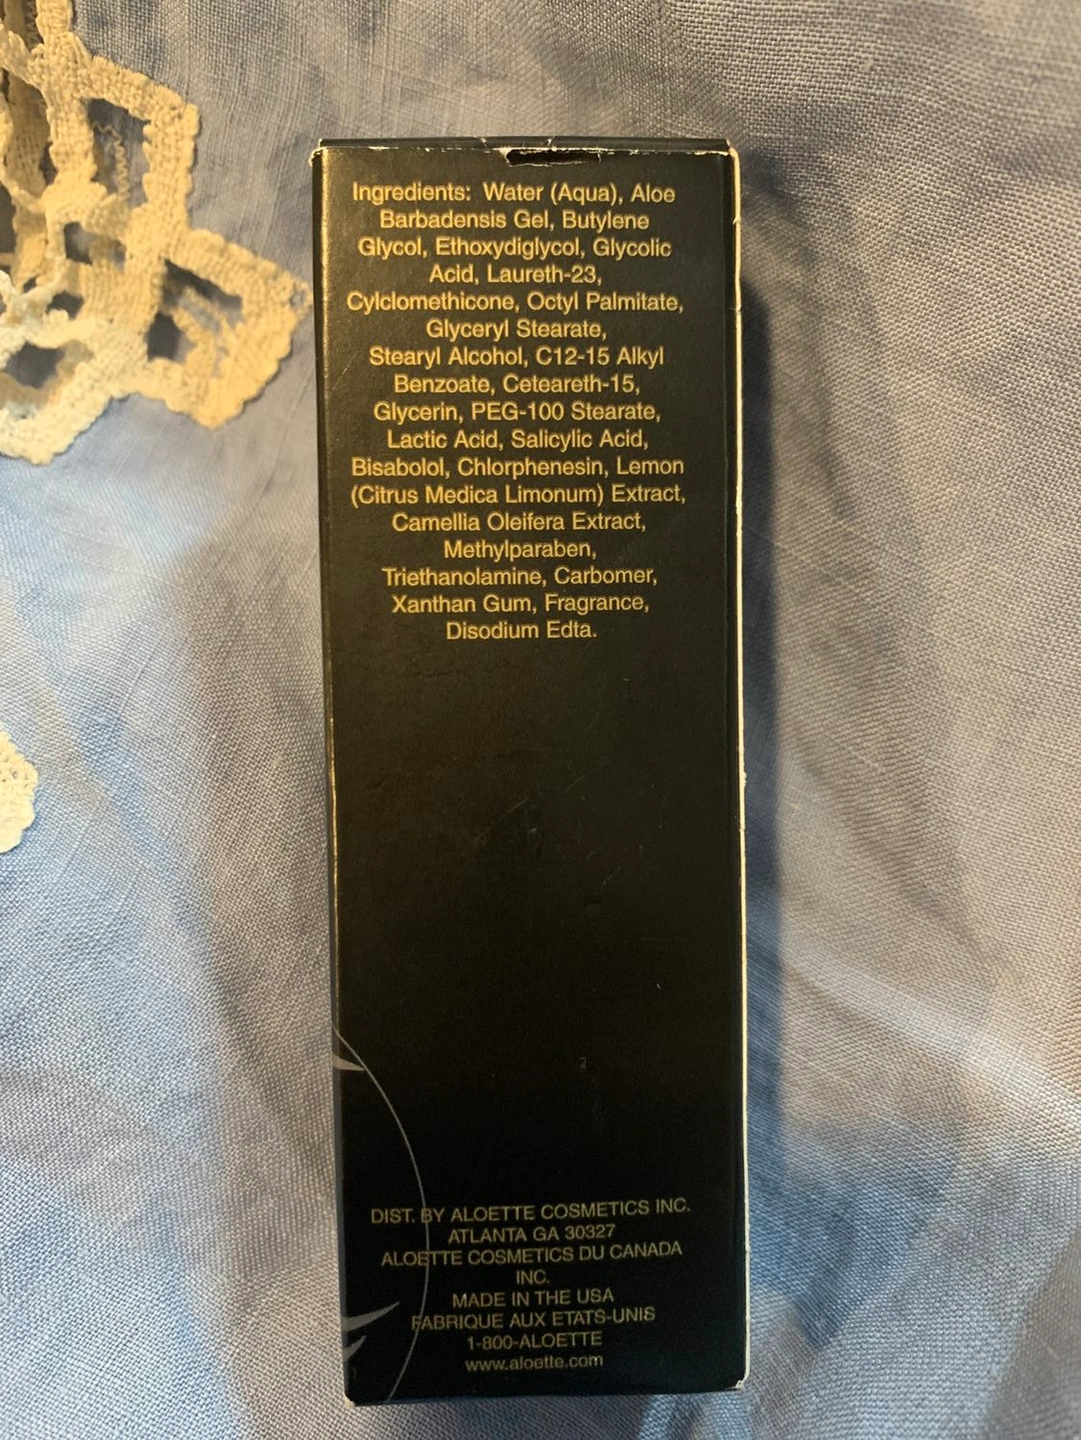 Ingredients: Water (Aqua), Aloe
Barbadensis Gel, Butylene
Glycol, Ethoxydiglycol, Glycolic
Acid, Laureth-23,
Cylclomethicone, Octyl Palmitate,
Glyceryl Stearate,
Stearyl Alcohol, C12-15 Alkyl
Benzoate, Ceteareth-15,
Glycerin, PEG-100 Stearate,
Lactic Acid, Salicylic Acid,
Bisabolol, Chlorphenesin, Lemon
(Citrus Medica Limonum) Extract,
Camellia Oleifera Extract,
Methylparaben,
Triethanolamine, Carbomer,
Xanthan Gum, Fragrance,
Disodium Edta.
DIST. BY ALOETTE COSMETICS INC.
ATLANTA GA 30327
ALOETTE COSMETICS DU CANADA
INC.
MADE IN THE USA
FABRIQUE AUX ETATS-UNIS
1-800-ALOETTE
www.aloette.com